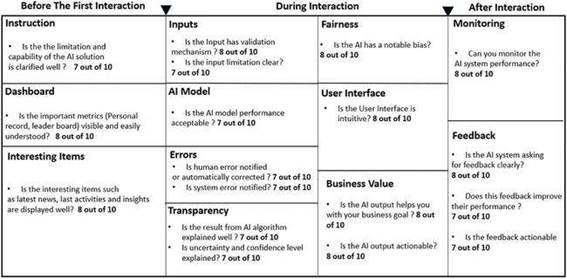 Before The First Interaction
During Interaction
After Interaction
Instruction
• Is the the limitation and
capability of the AI solution
is clarified well ? 7 out of 10
Dashboard
• Is the important metrics (Personal
record, leader board) visible and easily
understood? 8 out of 10
Interesting Items
• Is the interesting items such
as latest news, last activities and insights
are displayed well? 8 out of 10
Inputs
• Is the Input has validation
mechanism ? 8 out of 10
• Is the input limitation clear?
7 out of 10
AI Model
• Is the AI model performance
acceptable ? 7 out of 10
Errors
• Is human error notified
or automatically corrected ? 7 out of 10
• Is system error notified? 7 out of 10
Transparency
• Is the result from AI algorithm
explained well ? 7 out of 10
• Is uncertainty and confidence level
explained? 7 out of 10
Fairness
• Is the AI has a notable bias?
8 out of 10
User Interface
• Is the User Interface is
intuitive? 8 out of 10
Business Value
• Is the AI output helps you
with your business goal ? 8 out
of 10
• Is the AI output actionable?
8 out of 10
Monitoring
• Can you monitor the
AI system performance?
8 out of 10
Feedback
• Is the AI system asking
for feedback clearly?
8 out of 10
• Does this feedback improve
their performance ?
7 out of 10
• Is the feedback actionable
7 out of 10